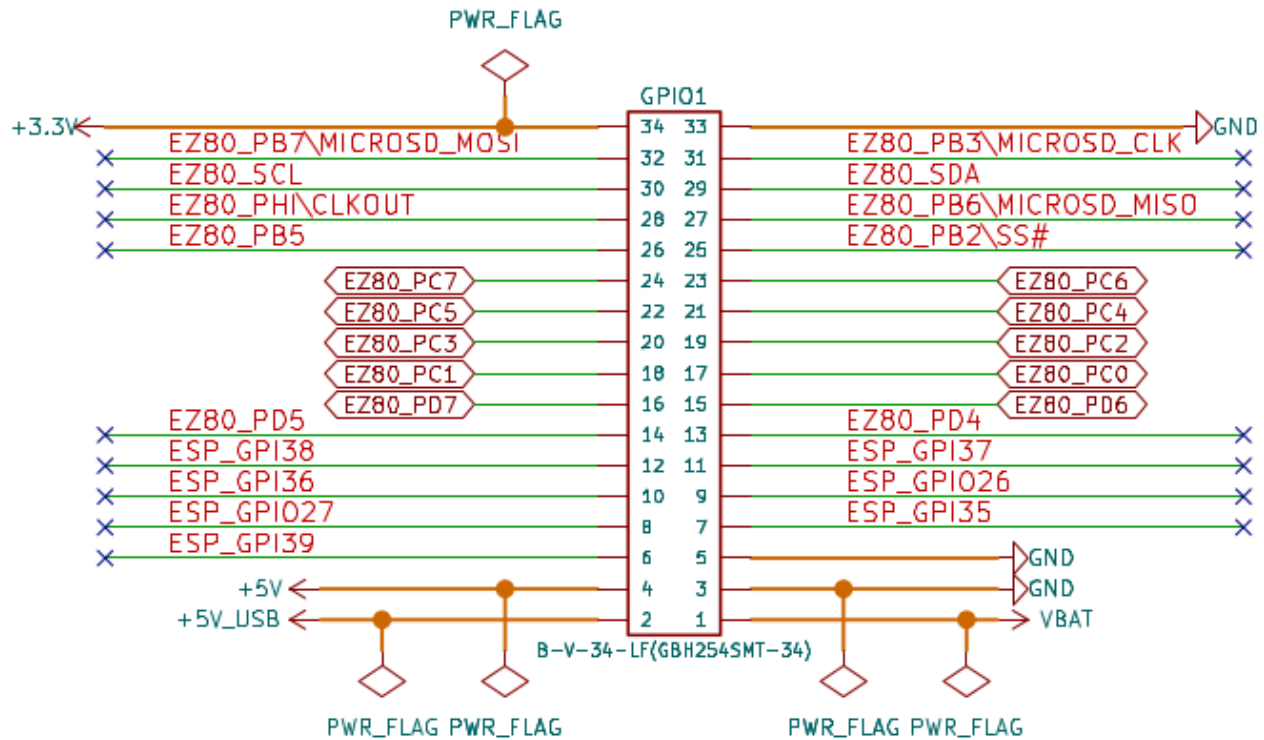 PWR_FLAG
GPIO1
+3.3V 34 33 GND
EZ80_PB7\MICROSD_MOSI 32 31 EZ80_PB3\MICROSD_CLK
EZ80_SCL 30 29 EZ80_SDA
EZ80_PHI\CLKOUT 28 27 EZ80_PB6\MICROSD_MISO
EZ80_PB5 26 25 EZ80_PB2\SS#
EZ80_PC7 24 23 EZ80_PC6
EZ80_PC5 22 21 EZ80_PC4
EZ80_PC3 20 19 EZ80_PC2
EZ80_PC1 18 17 EZ80_PC0
EZ80_PD7 16 15 EZ80_PD6
EZ80_PD5 14 13 EZ80_PD4
ESP_GPI38 12 11 ESP_GPI37
ESP_GPI36 10 9 ESP_GPIO26
ESP_GPIO27 8 7 ESP_GPI35
ESP_GPI39 6 5 GND
+5V 4 3 GND
+5V_USB 2 1 VBAT
B-V-34-LF(GBH254SMT-34)
PWR_FLAG PWR_FLAG PWR_FLAG PWR_FLAG